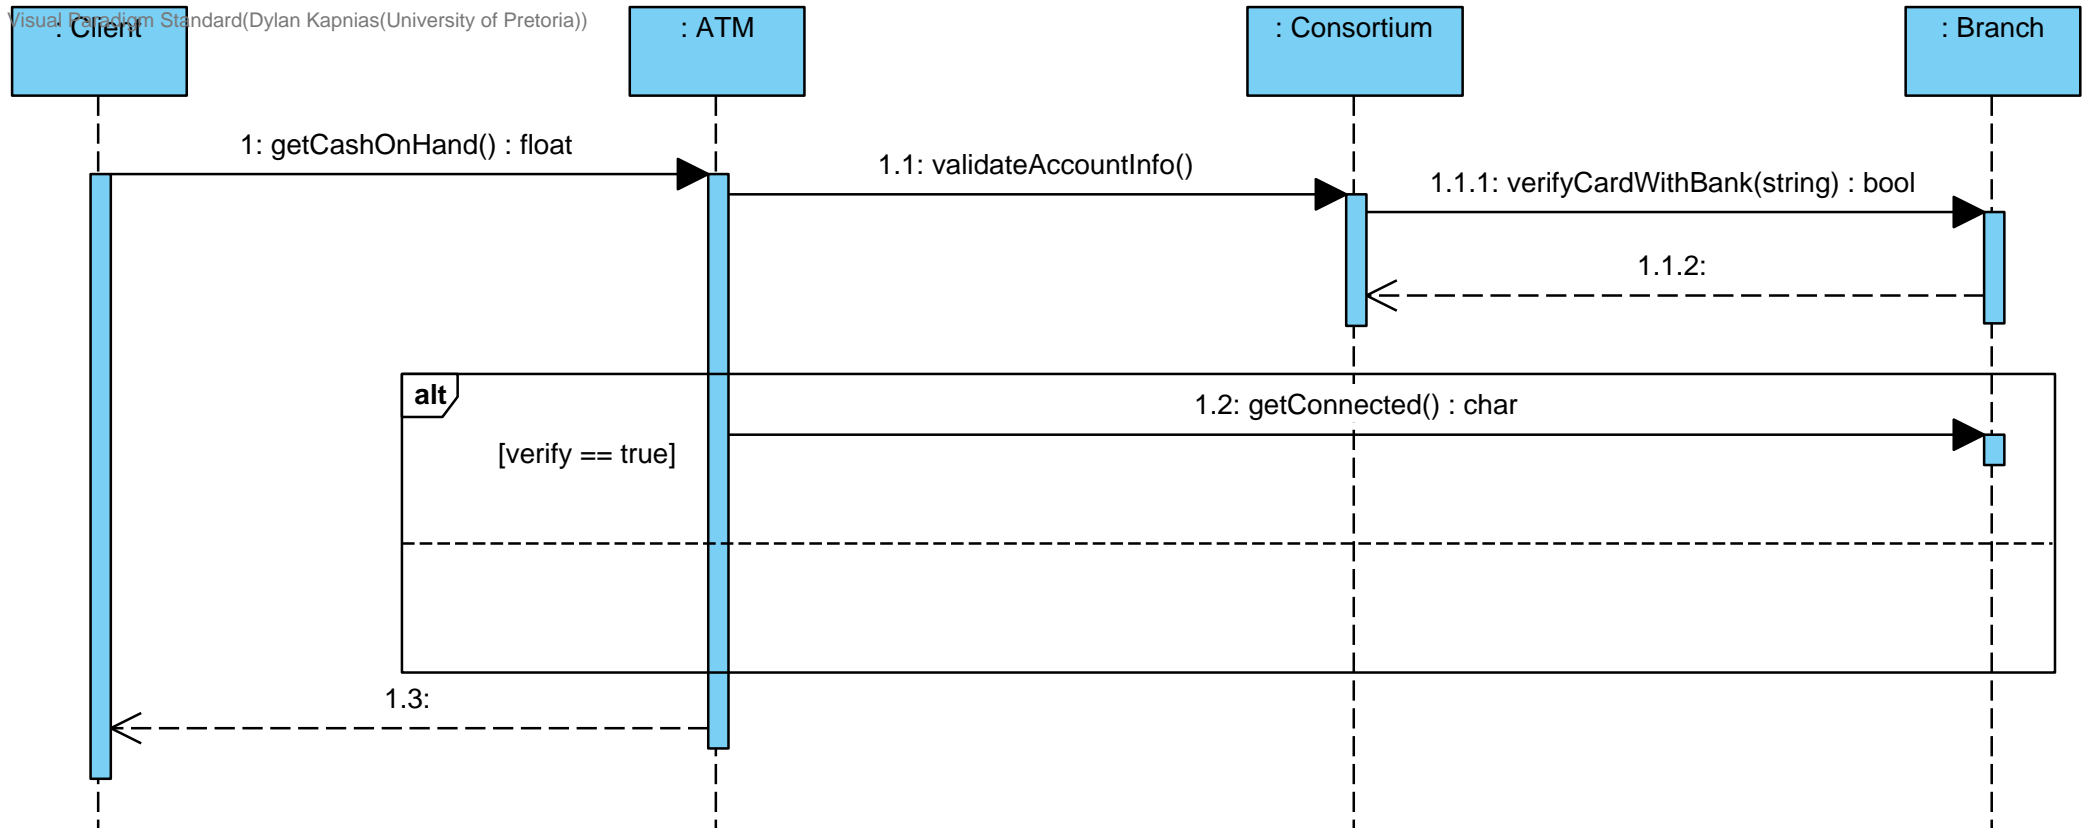 Visual Paradigm Standard(Dylan Kapnias(University of Pretoria))
: Client
: ATM
: Consortium
: Branch
1: getCashOnHand() : float
1.1: validateAccountInfo()
1.1.1: verifyCardWithBank(string) : bool
1.1.2:
alt
1.2: getConnected() : char
[verify == true]
1.3: